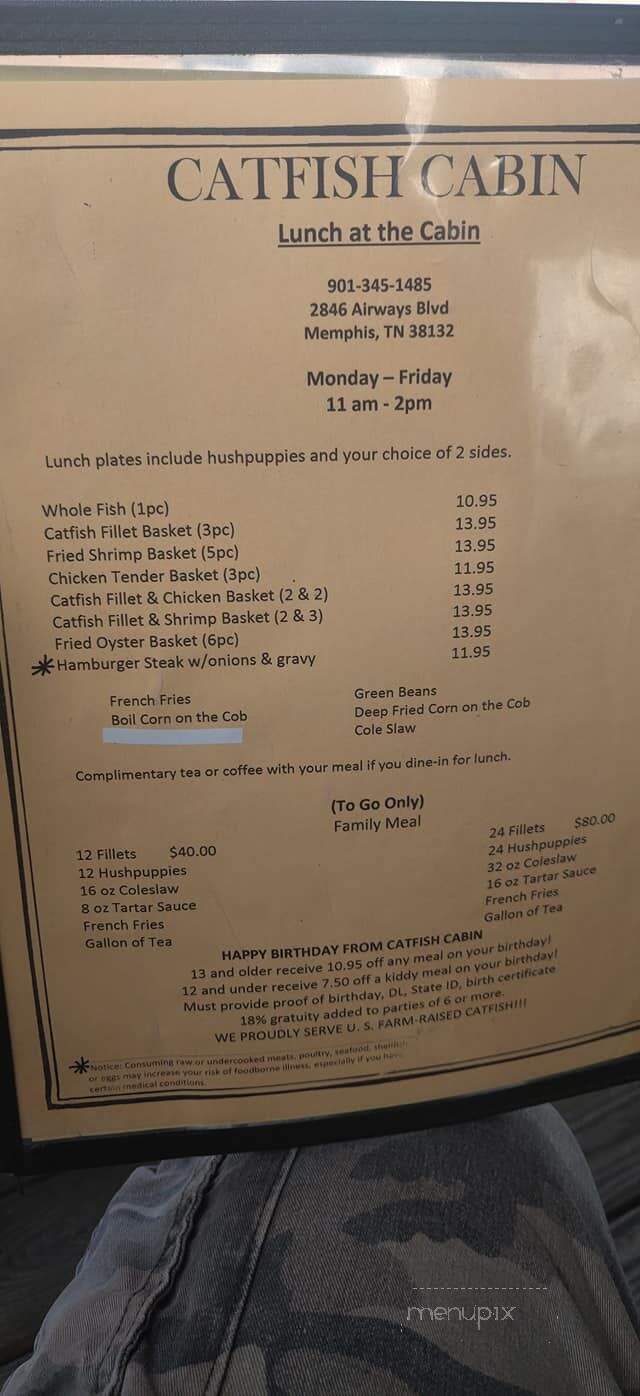 CATFISH CABIN
Lunch at the Cabin
901-345-1485
2846 Airways Blvd
Memphis, TN 38132
Monday – Friday
11 am - 2pm
Lunch plates include hushpuppies and your choice of 2 sides.
Whole Fish (1pc) 10.95
Catfish Fillet Basket (3pc) 13.95
Fried Shrimp Basket (5pc) 13.95
Chicken Tender Basket (3pc) 11.95
Catfish Fillet & Chicken Basket (2 & 2) 13.95
Catfish Fillet & Shrimp Basket (2 & 3) 13.95
Fried Oyster Basket (6pc) 13.95
*Hamburger Steak w/onions & gravy 11.95
French Fries
Boil Corn on the Cob
Green Beans
Deep Fried Corn on the Cob
Cole Slaw
Complimentary tea or coffee with your meal if you dine-in for lunch.
(To Go Only)
Family Meal
12 Fillets $40.00
12 Hushpuppies
16 oz Coleslaw
8 oz Tartar Sauce
French Fries
Gallon of Tea
24 Fillets $80.00
24 Hushpuppies
32 oz Coleslaw
16 oz Tartar Sauce
French Fries
Gallon of Tea
HAPPY BIRTHDAY FROM CATFISH CABIN
13 and older receive 10.95 off any meal on your birthday!
12 and under receive 7.50 off a kiddy meal on your birthday!
Must provide proof of birthday, DL, State ID, birth certificate
18% gratuity added to parties of 6 or more.
WE PROUDLY SERVE U. S. FARM-RAISED CATFISH!!!
*Notice: Consuming raw or undercooked meats, poultry, seafood, shellfish
or eggs may increase your risk of foodborne illness, especially if you have
certain medical conditions.
menupix